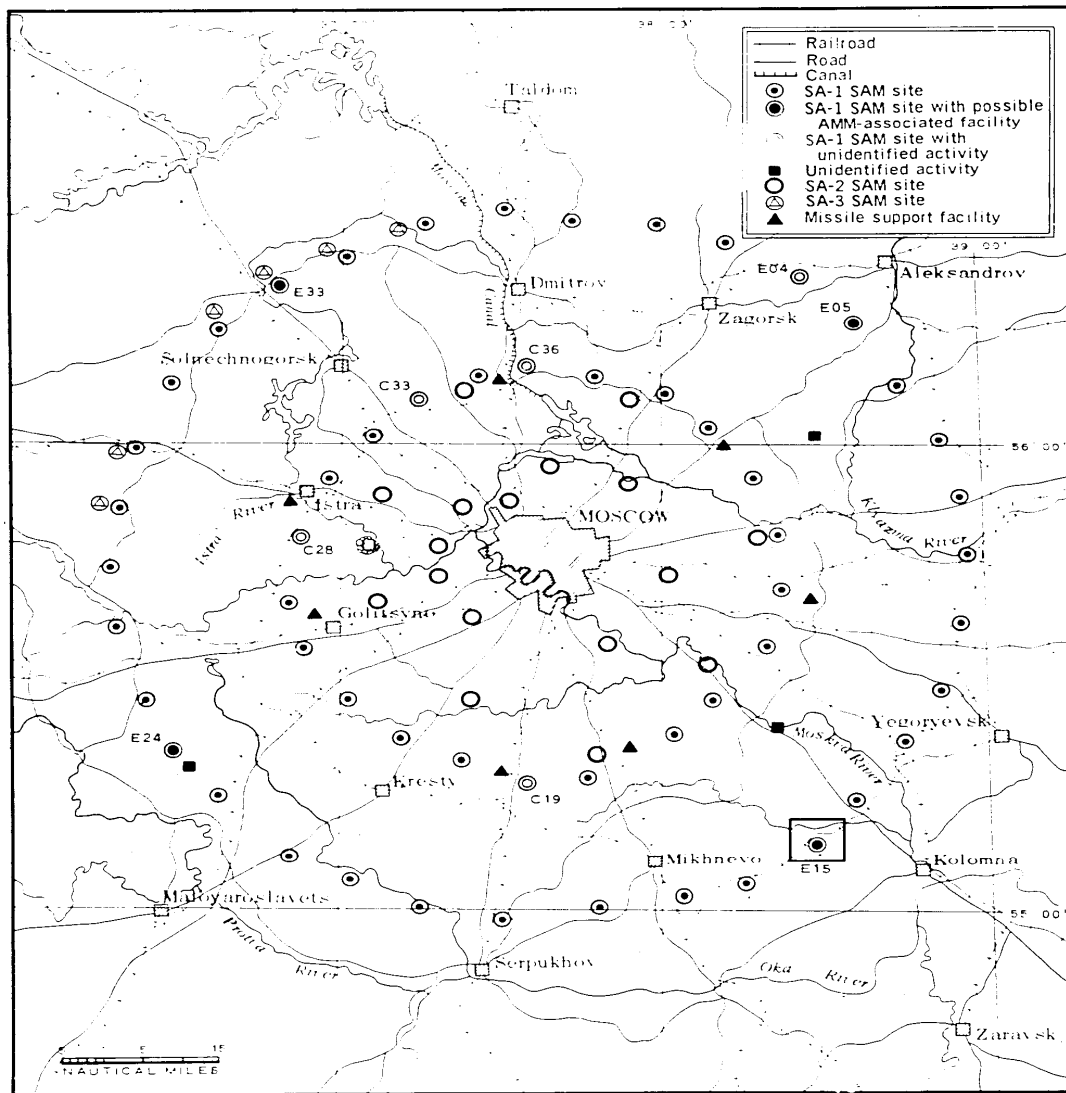 38 00'
Taldom
Railroad
Road
Canal
SA-1 SAM site
SA-1 SAM site with possible
AMM-associated facility
SA-1 SAM site with
unidentified activity
Unidentified activity
SA-2 SAM site
SA-3 SAM site
Missile support facility
39 00'
Aleksandrov
E04
E33
Dmitrov
Canal
Zagorsk
E05
Solnechnogorsk
C36
C33
56 00'
River
Istra
Istra
MOSCOW
Klyazma River
C28
Golitsyno
Yegoryevsk
Moskva River
E24
Kresty
C19
E15
Mikhnevo
Kolomna
Maloyaroslavets
55 00'
Protva
River
Serpukhov
Oka River
Zaraysk
5 15
NAUTICAL MILES